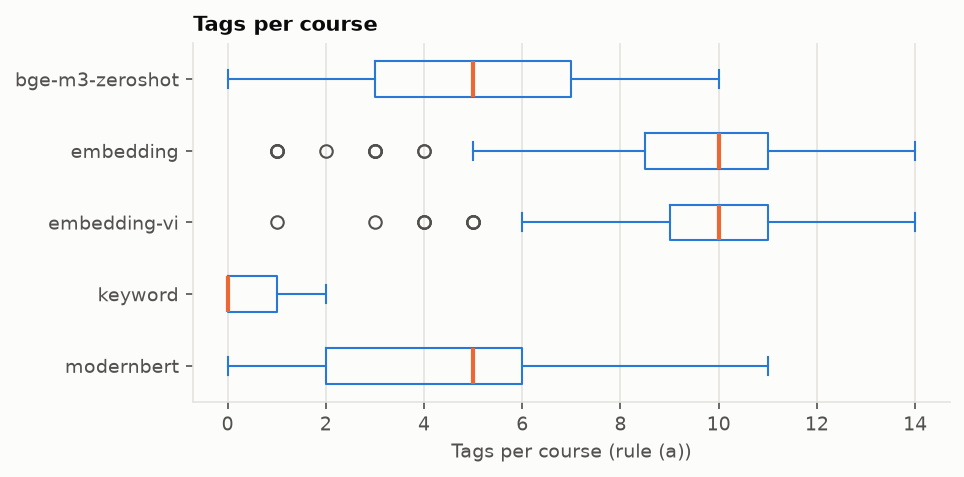 Tags per course
bge-m3-zeroshot
embedding
embedding-vi
keyword
modernbert
0 2 4 6 8 10 12 14
Tags per course (rule (a))